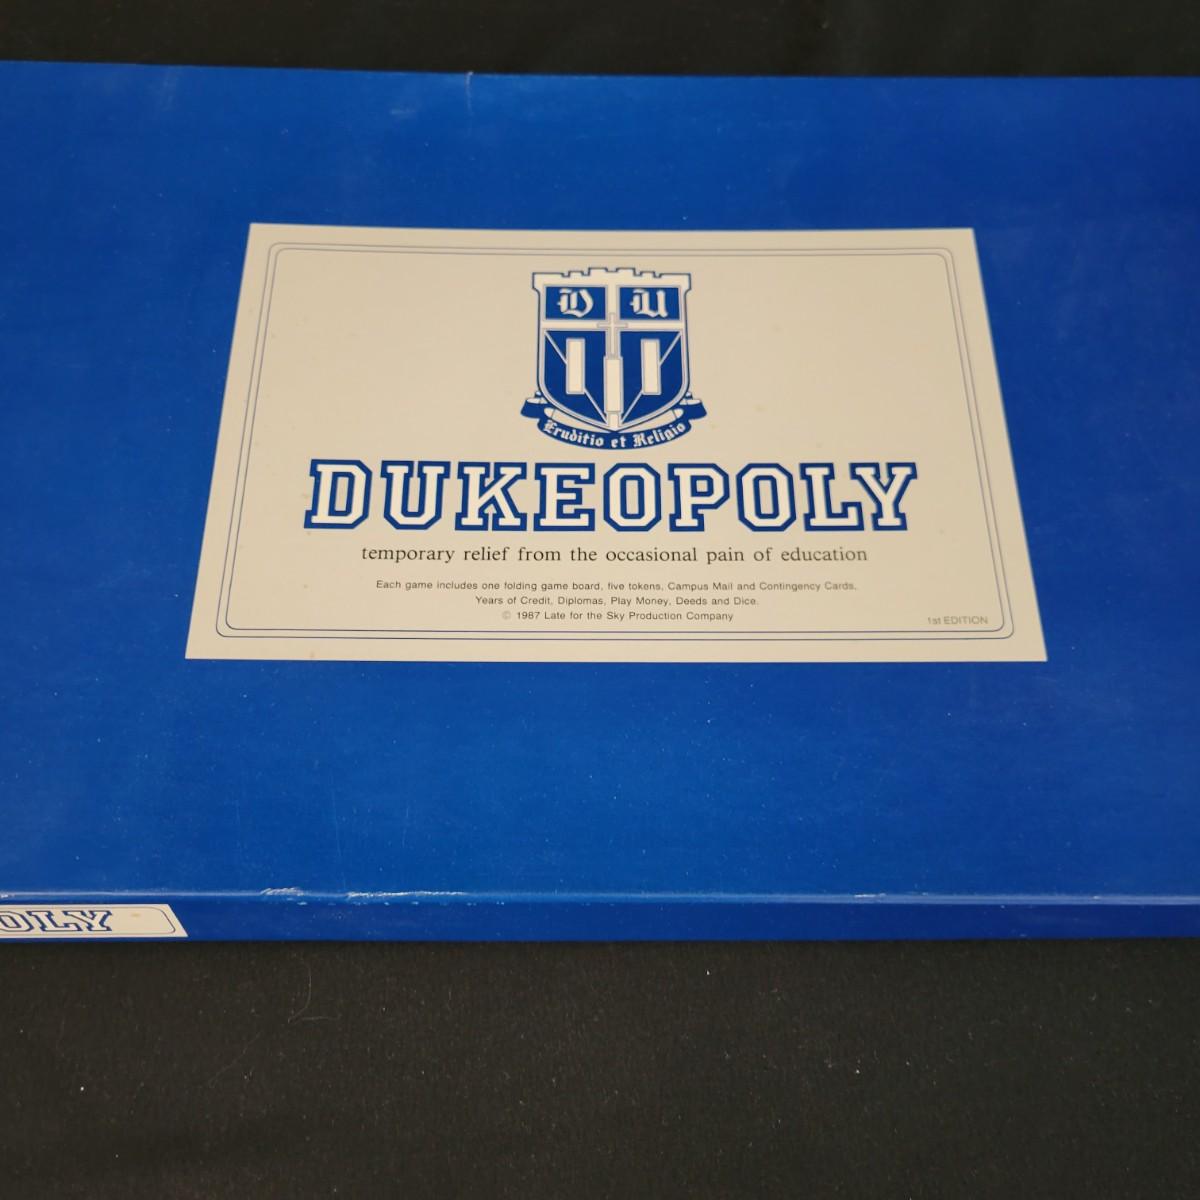 D U
Eruditio et Religio
DUKEOPOLY
temporary relief from the occasional pain of education
Each game includes one folding game board, five tokens, Campus Mail and Contingency Cards,
Years of Credit, Diplomas, Play Money, Deeds and Dice.
© 1987 Late for the Sky Production Company
1st EDITION
OLY